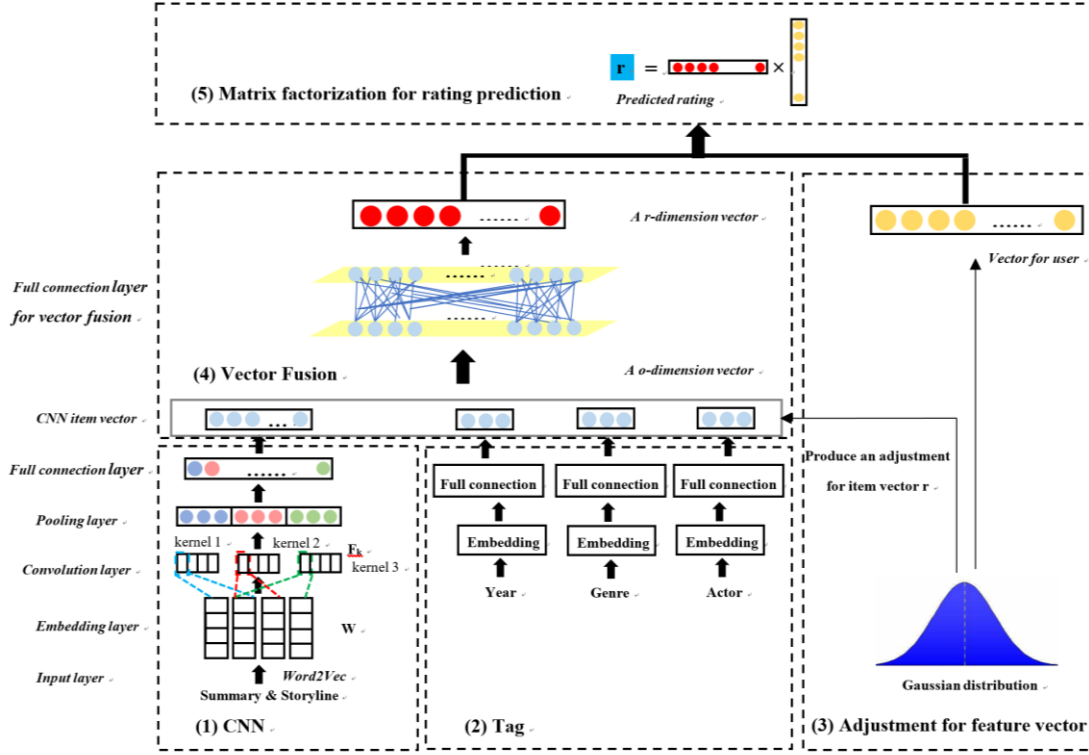 r = ×
(5) Matrix factorization for rating prediction
Predicted rating
......
A r-dimension vector
......
Vector for user
......
......
Full connection layer
for vector fusion
......
(4) Vector Fusion
A o-dimension vector
CNN item vector
...
Full connection layer
......
Full connection
Full connection
Full connection
Produce an adjustment
for item vector r
Pooling layer
kernel 1
kernel 2
Fk
kernel 3
Embedding
Embedding
Embedding
Convolution layer
Year
Genre
Actor
Embedding layer
W
Input layer
Word2Vec
Summary & Storyline
Gaussian distribution
(1) CNN
(2) Tag
(3) Adjustment for feature vector